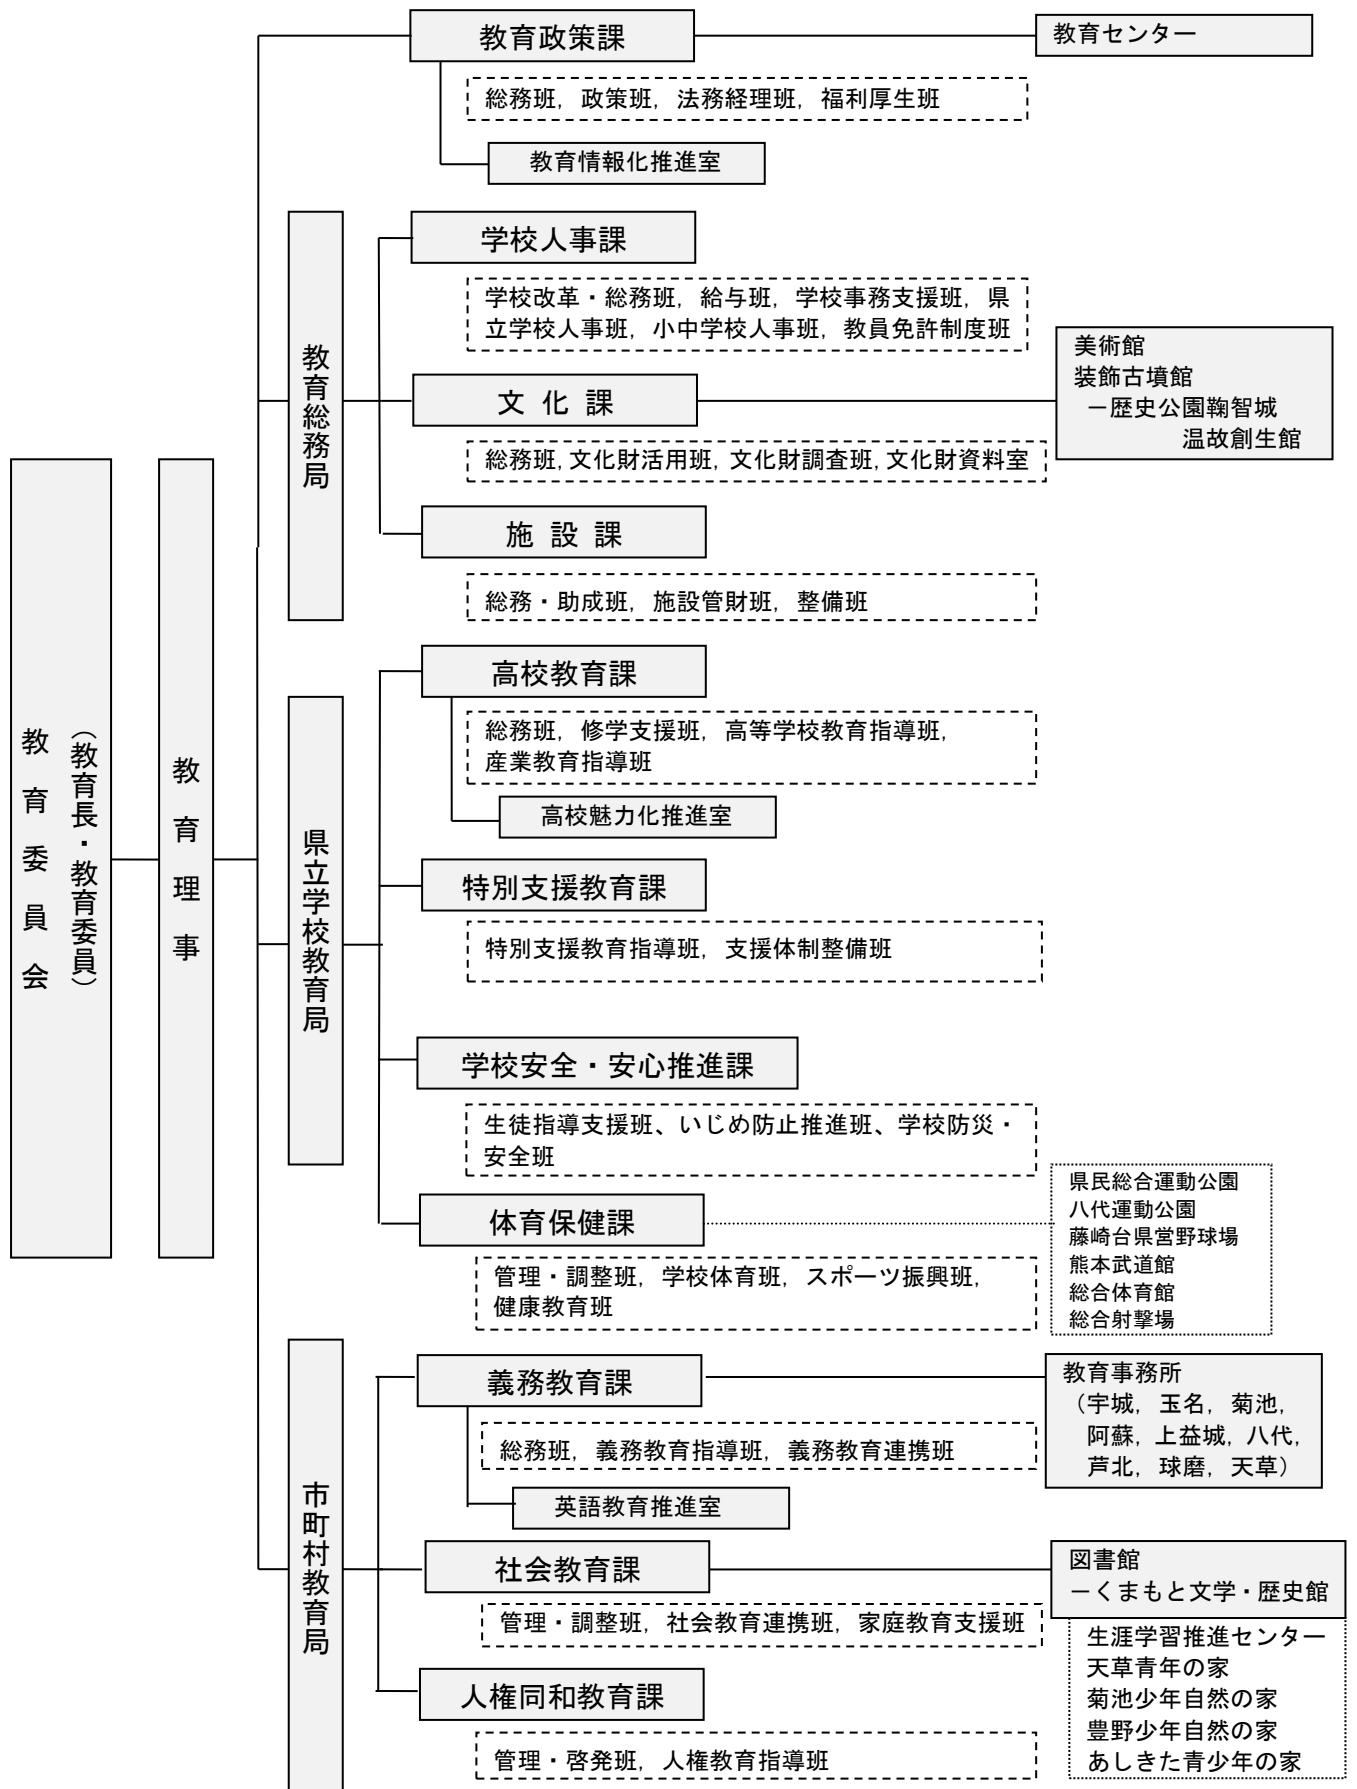 教育政策課
教育センター
総務班，政策班，法務経理班，福利厚生班
教育情報化推進室
教育総務局
学校人事課
学校改革・総務班，給与班，学校事務支援班，県
立学校人事班，小中学校人事班，教員免許制度班
文 化 課
美術館
装飾古墳館
－歴史公園鞠智城
温故創生館
総務班，文化財活用班，文化財調査班，文化財資料室
施 設 課
総務・助成班，施設管財班，整備班
教育委員会
（教育長・教育委員）
教育理事
県立学校教育局
高校教育課
総務班，修学支援班，高等学校教育指導班，
産業教育指導班
高校魅力化推進室
特別支援教育課
特別支援教育指導班，支援体制整備班
学校安全・安心推進課
生徒指導支援班、いじめ防止推進班、学校防災・
安全班
体育保健課
県民総合運動公園
八代運動公園
藤崎台県営野球場
熊本武道館
総合体育館
総合射撃場
管理・調整班，学校体育班，スポーツ振興班，
健康教育班
市町村教育局
義務教育課
教育事務所
（宇城，玉名，菊池，
阿蘇，上益城，八代，
芦北，球磨，天草）
総務班，義務教育指導班，義務教育連携班
英語教育推進室
社会教育課
図書館
－くまもと文学・歴史館
管理・調整班，社会教育連携班，家庭教育支援班
生涯学習推進センター
天草青年の家
菊池少年自然の家
豊野少年自然の家
あしきた青少年の家
人権同和教育課
管理・啓発班，人権教育指導班